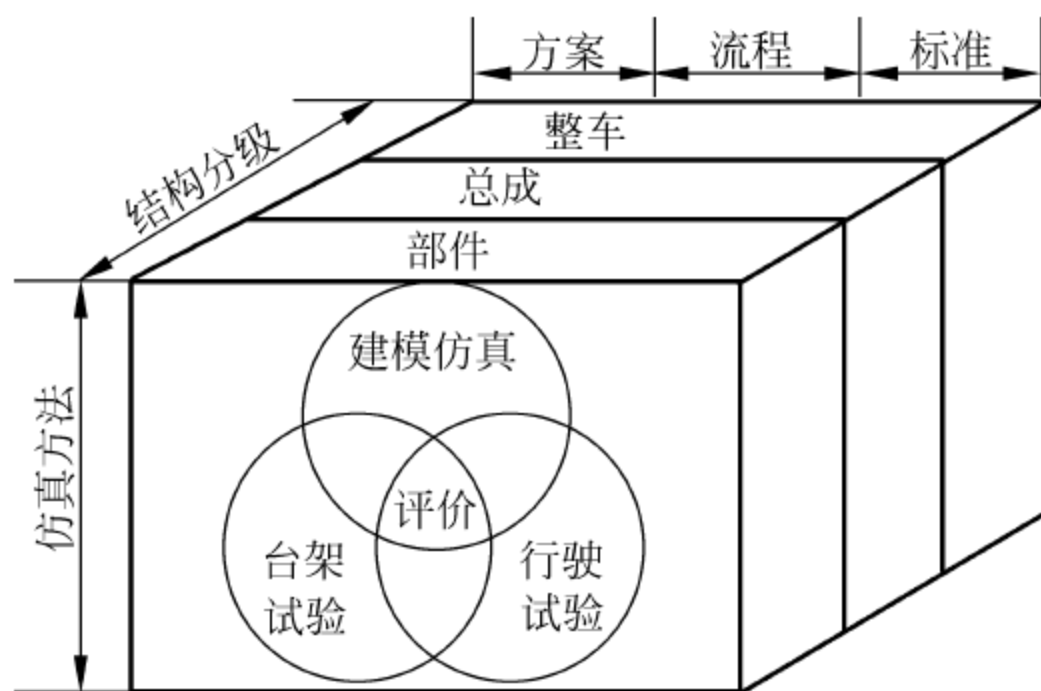 方案
流程
标准
整车
总成
部件
结构分级
仿真方法
建模仿真
评价
台架
试验
行驶
试验